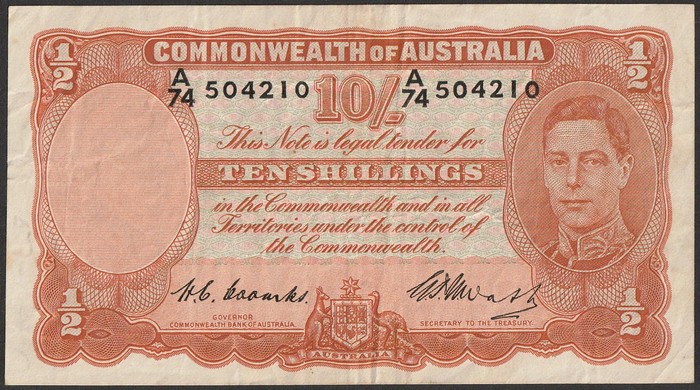 1/2
COMMONWEALTH OF AUSTRALIA
1/2
A/74 504210
A/74 504210
10/-
This Note is legal tender for
TEN SHILLINGS
in the Commonwealth and in all
Territories under the control of
the Commonwealth.
H.C. Coombs.
GOVERNOR
COMMONWEALTH BANK OF AUSTRALIA.
SECRETARY TO THE TREASURY.
1/2
AUSTRALIA
1/2